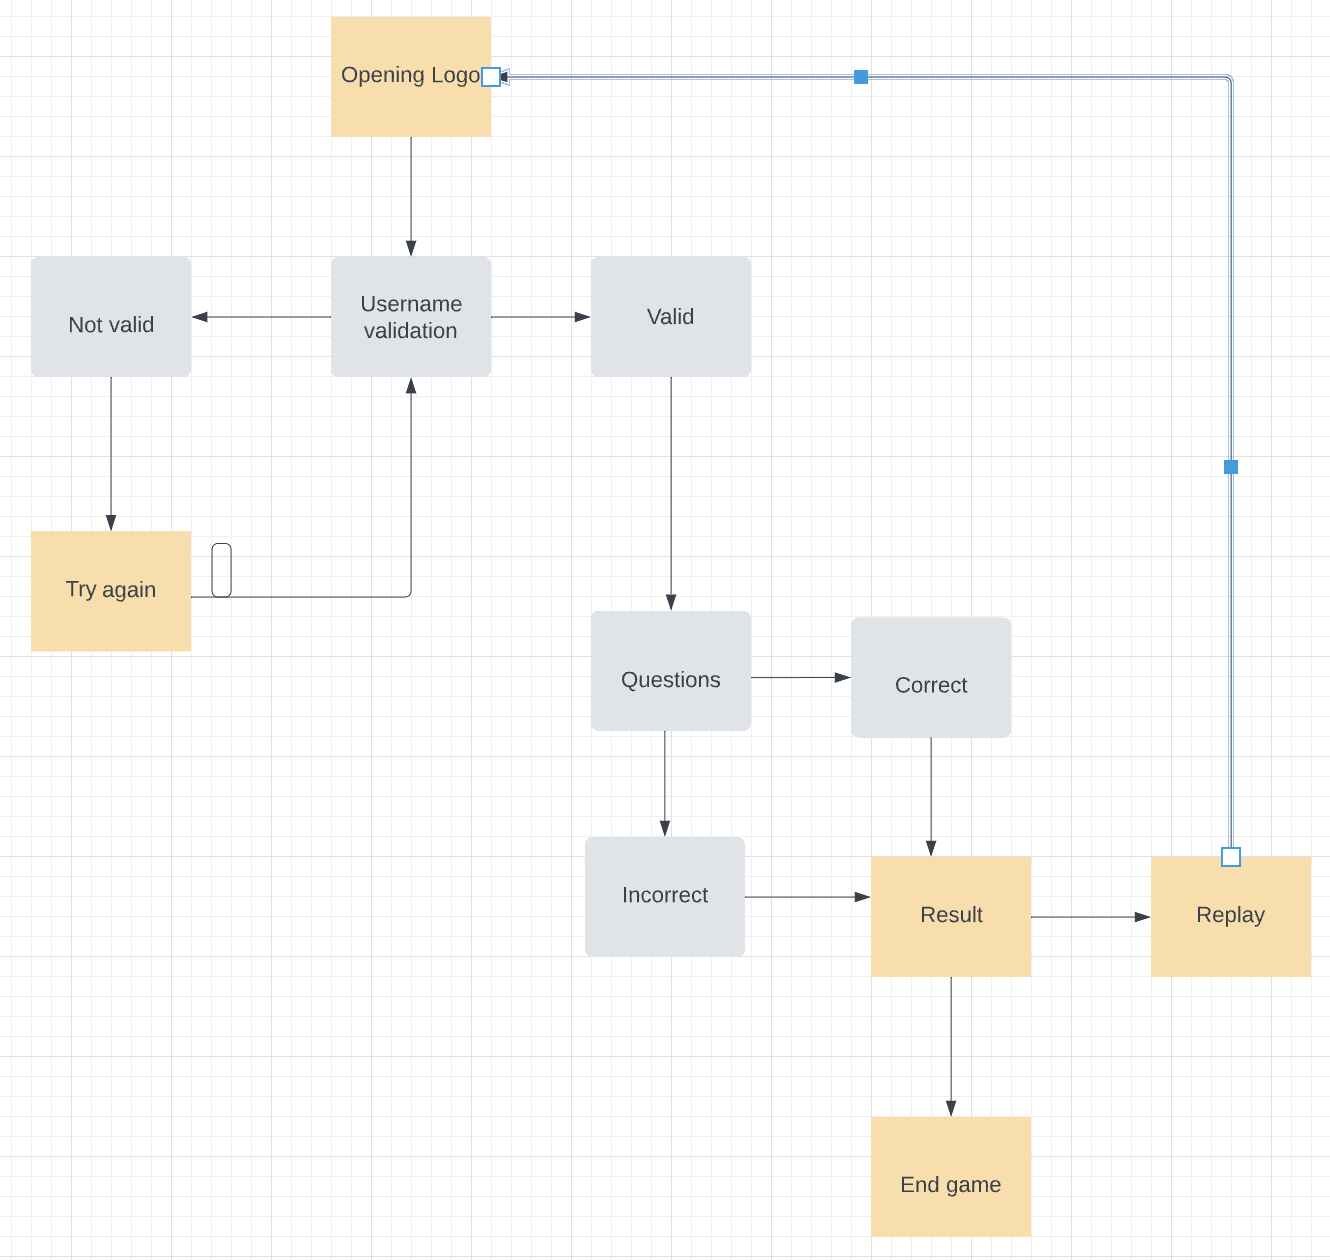 Opening Logo
Not valid
Username
validation
Valid
Try again
Questions
Correct
Incorrect
Result
Replay
End game